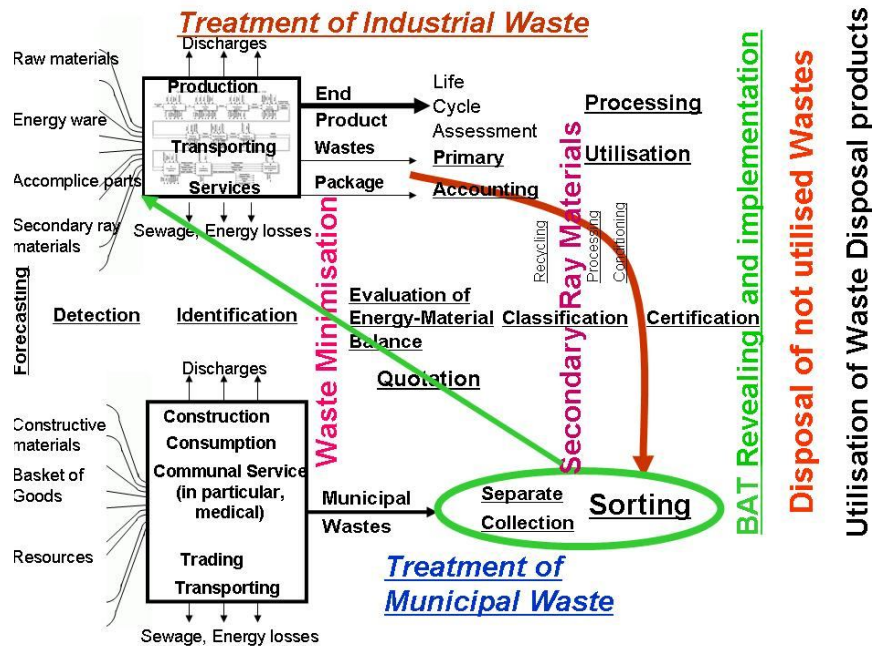 Treatment of Industrial Waste
Discharges
Raw materials
Energy ware
Accomplice parts
Secondary ray
materials
Production
Transporting
Services
Sewage, Energy losses
End
Product
Wastes
Package
Life
Cycle
Assessment
Primary
Accounting
Processing
Utilisation
Recycling
Processing
Conditioning
Forecasting
Detection
Identification
Waste Minimisation
Evaluation of
Energy-Material
Balance
Quotation
Classification
Secondary Ray Materials
Certification
BAT Revealing and implementation
Disposal of not utilised Wastes
Utilisation of Waste Disposal products
Discharges
Constructive
materials
Basket of
Goods
Resources
Construction
Consumption
Communal Service
(in particular,
medical)
Trading
Transporting
Sewage, Energy losses
Municipal
Wastes
Separate
Collection
Sorting
Treatment of
Municipal Waste